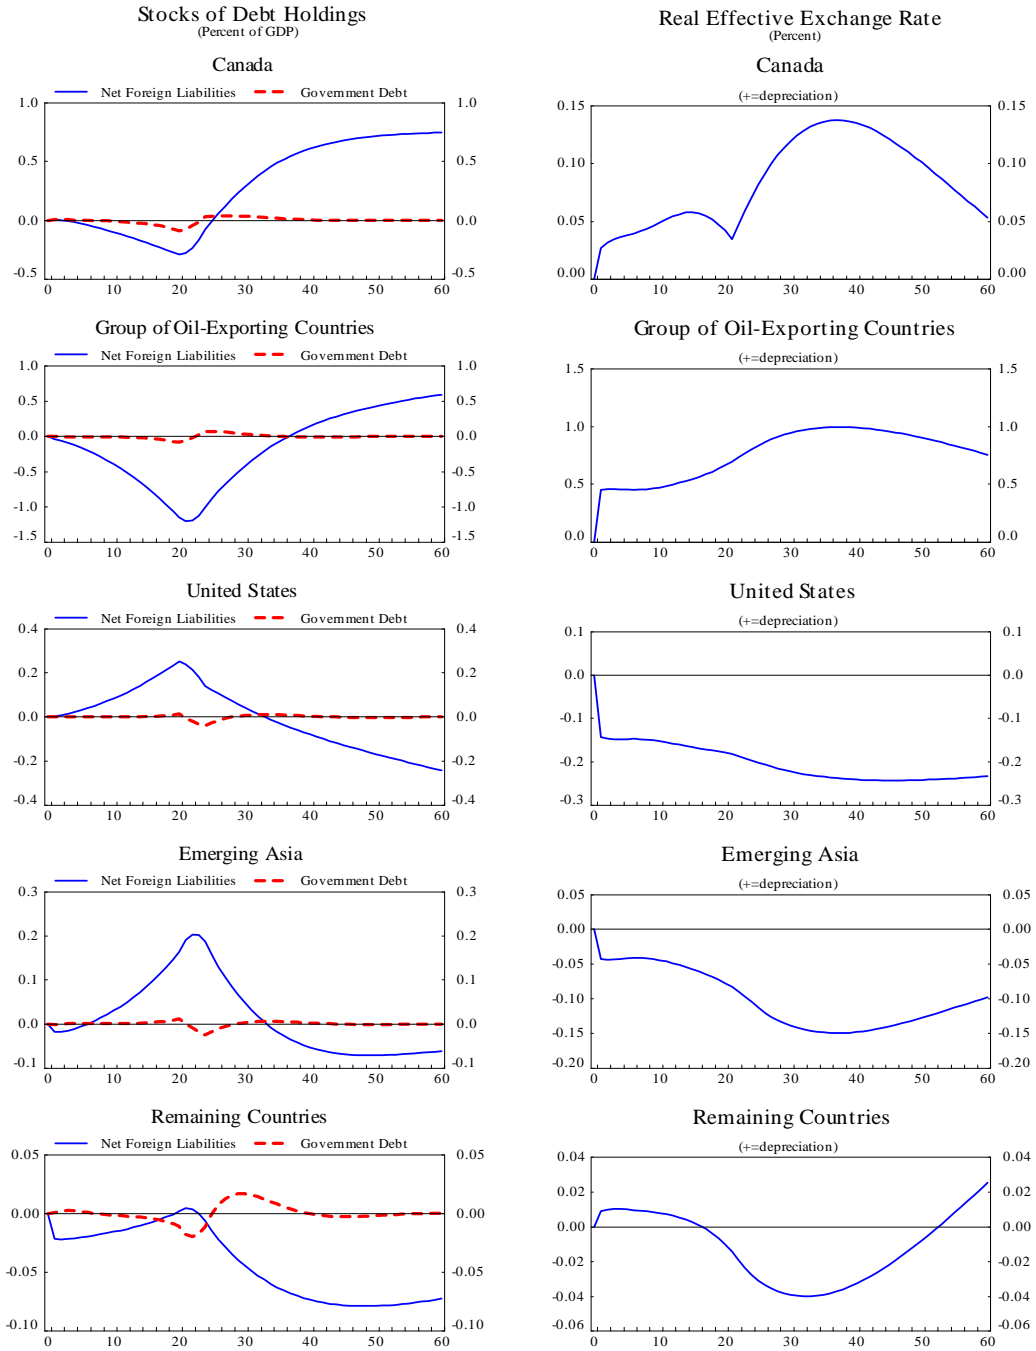 Stocks of Debt Holdings
(Percent of GDP)
Canada
Net Foreign Liabilities Government Debt
1.0 1.0
0.5 0.5
0.0 0.0
-0.5 -0.5
0 10 20 30 40 50 60
Group of Oil-Exporting Countries
Net Foreign Liabilities Government Debt
1.0 1.0
0.5 0.5
0.0 0.0
-0.5 -0.5
-1.0 -1.0
-1.5 -1.5
0 10 20 30 40 50 60
United States
Net Foreign Liabilities Government Debt
0.4 0.4
0.2 0.2
0.0 0.0
-0.2 -0.2
-0.4 -0.4
0 10 20 30 40 50 60
Emerging Asia
Net Foreign Liabilities Government Debt
0.3 0.3
0.2 0.2
0.1 0.1
0.0 0.0
-0.1 -0.1
0 10 20 30 40 50 60
Remaining Countries
Net Foreign Liabilities Government Debt
0.05 0.05
0.00 0.00
-0.05 -0.05
-0.10 -0.10
0 10 20 30 40 50 60
Real Effective Exchange Rate
(Percent)
Canada
(+=depreciation)
0.15 0.15
0.10 0.10
0.05 0.05
0.00 0.00
0 10 20 30 40 50 60
Group of Oil-Exporting Countries
(+=depreciation)
1.5 1.5
1.0 1.0
0.5 0.5
0.0 0.0
0 10 20 30 40 50 60
United States
(+=depreciation)
0.1 0.1
0.0 0.0
-0.1 -0.1
-0.2 -0.2
-0.3 -0.3
0 10 20 30 40 50 60
Emerging Asia
(+=depreciation)
0.05 0.05
0.00 0.00
-0.05 -0.05
-0.10 -0.10
-0.15 -0.15
-0.20 -0.20
0 10 20 30 40 50 60
Remaining Countries
(+=depreciation)
0.04 0.04
0.02 0.02
0.00 0.00
-0.02 -0.02
-0.04 -0.04
-0.06 -0.06
0 10 20 30 40 50 60